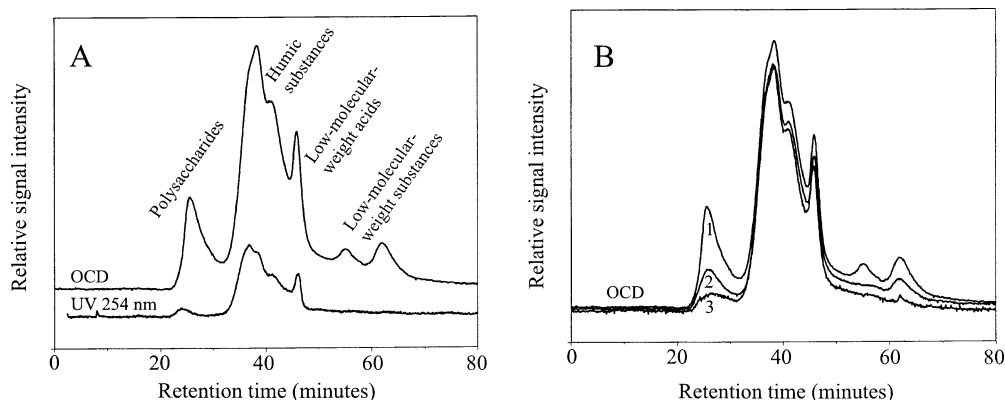 A
Relative signal intensity
Polysaccharides
Humic
substances
Low-molecular-
weight acids
Low-molecular-
weight substances
OCD
UV 254 nm
0 20 40 60 80
Retention time (minutes)
B
Relative signal intensity
1
2
3
OCD
0 20 40 60 80
Retention time (minutes)